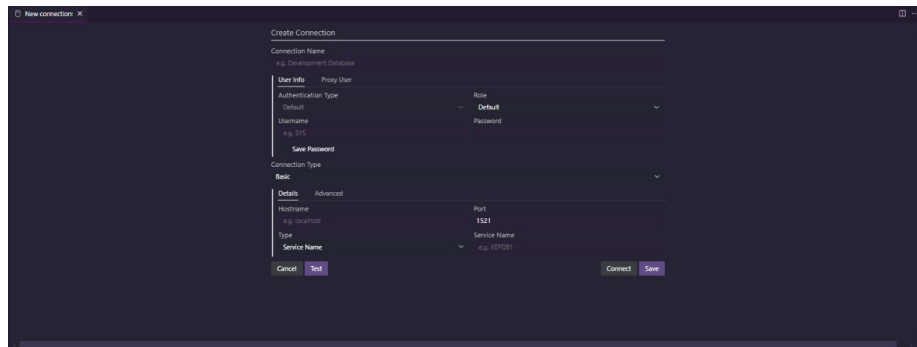 New connection:
Create Connection
Connection Name
e.g. Development Database
User Info Proxy User
Authentication Type Role
Default Default
Username Password
e.g. SYS
Save Password
Connection Type
Basic
Details Advanced
Hostname Port
e.g. localhost 1521
Type Service Name
Service Name e.g. XEPDB1
Cancel Test Connect Save